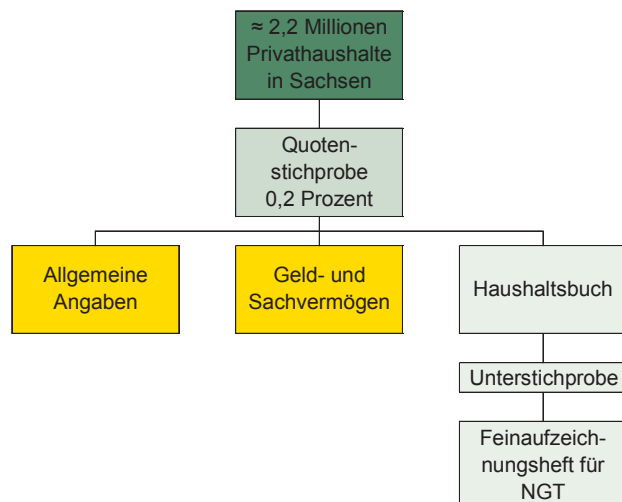 ≈ 2,2 Millionen
Privathaushalte
in Sachsen
Quoten-
stichprobe
0,2 Prozent
Allgemeine
Angaben
Geld- und
Sachvermögen
Haushaltsbuch
Unterstichprobe
Feinaufzeich-
nungsheft für
NGT